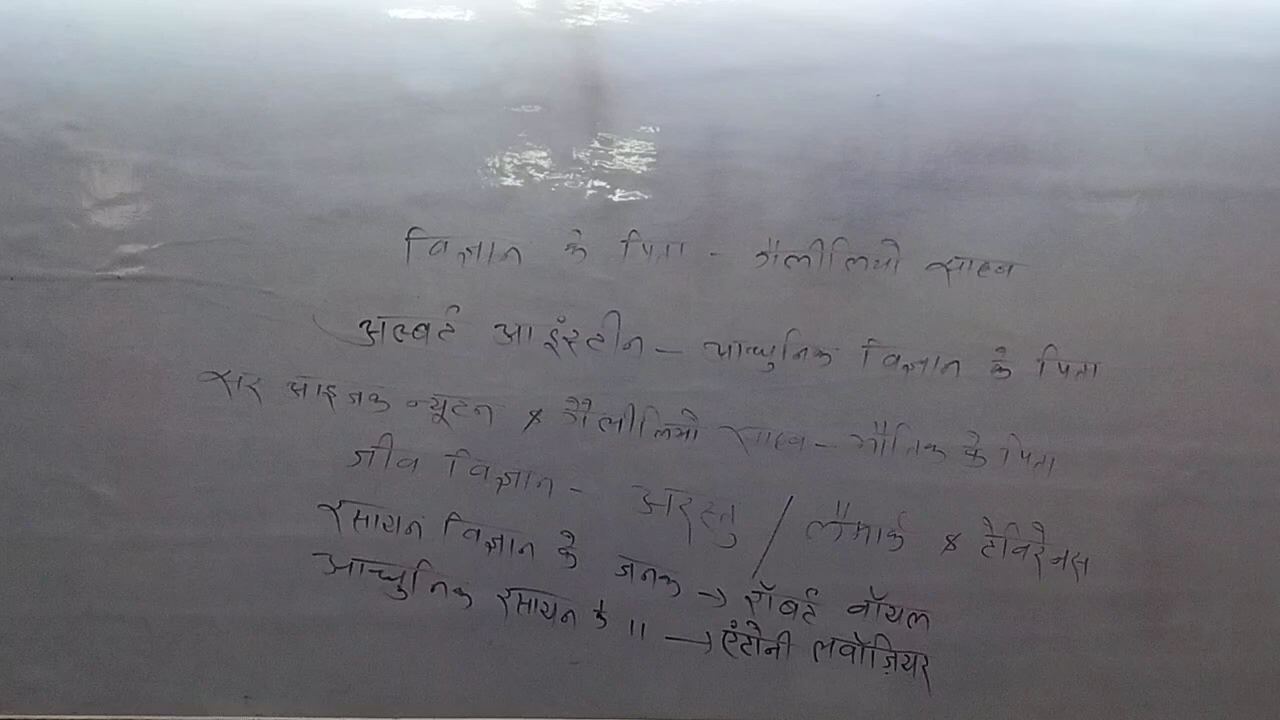 विज्ञान के पिता - गैलीलियो साहब
अल्बर्ट आइंस्टीन - आधुनिक विज्ञान के पिता
सर आइजक न्यूटन & गैलीलियो साहब - भौतिक के पिता
जीव विज्ञान - अरस्तु / लैमार्क & टेविरेनस
रसायन विज्ञान के जनक → रॉबर्ट बॉयल
आधुनिक रसायन के 11 → एंटोनी लवॉज़ियर